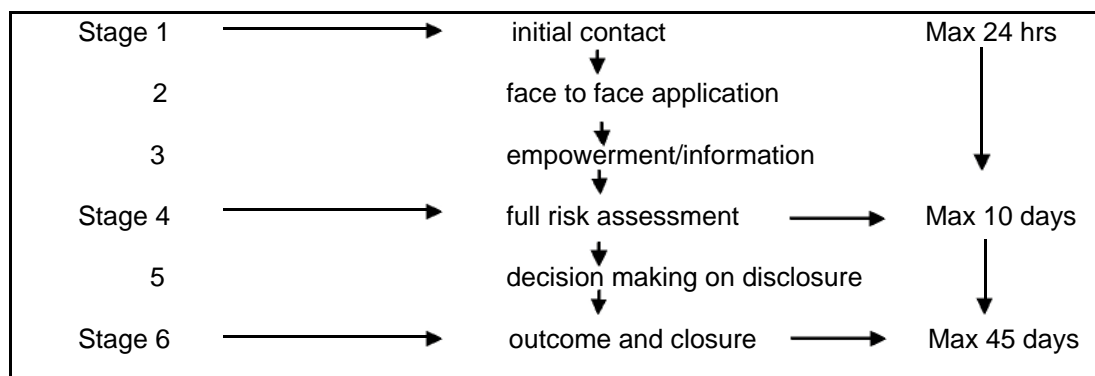 Stage 1 initial contact Max 24 hrs
2 face to face application
3 empowerment/information
Stage 4 full risk assessment Max 10 days
5 decision making on disclosure
Stage 6 outcome and closure Max 45 days